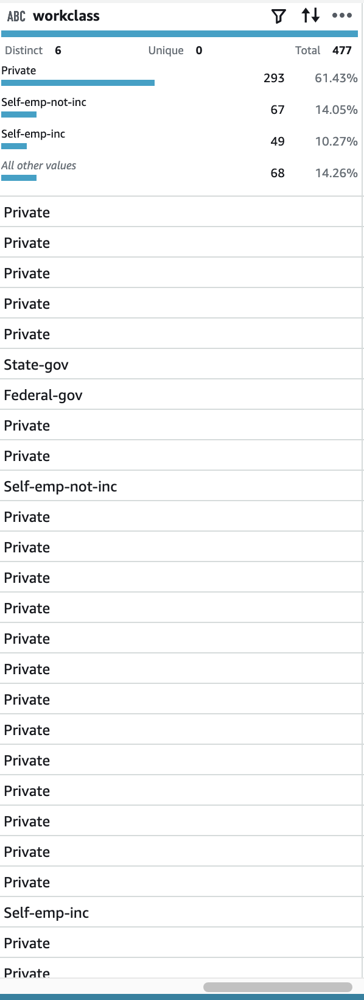 ABC workclass
Distinct 6 Unique 0 Total 477
Private
293 61.43%
Self-emp-not-inc
67 14.05%
Self-emp-inc
49 10.27%
All other values
68 14.26%
Private
Private
Private
Private
Private
State-gov
Federal-gov
Private
Private
Self-emp-not-inc
Private
Private
Private
Private
Private
Private
Private
Private
Private
Private
Private
Private
Private
Self-emp-inc
Private
Private